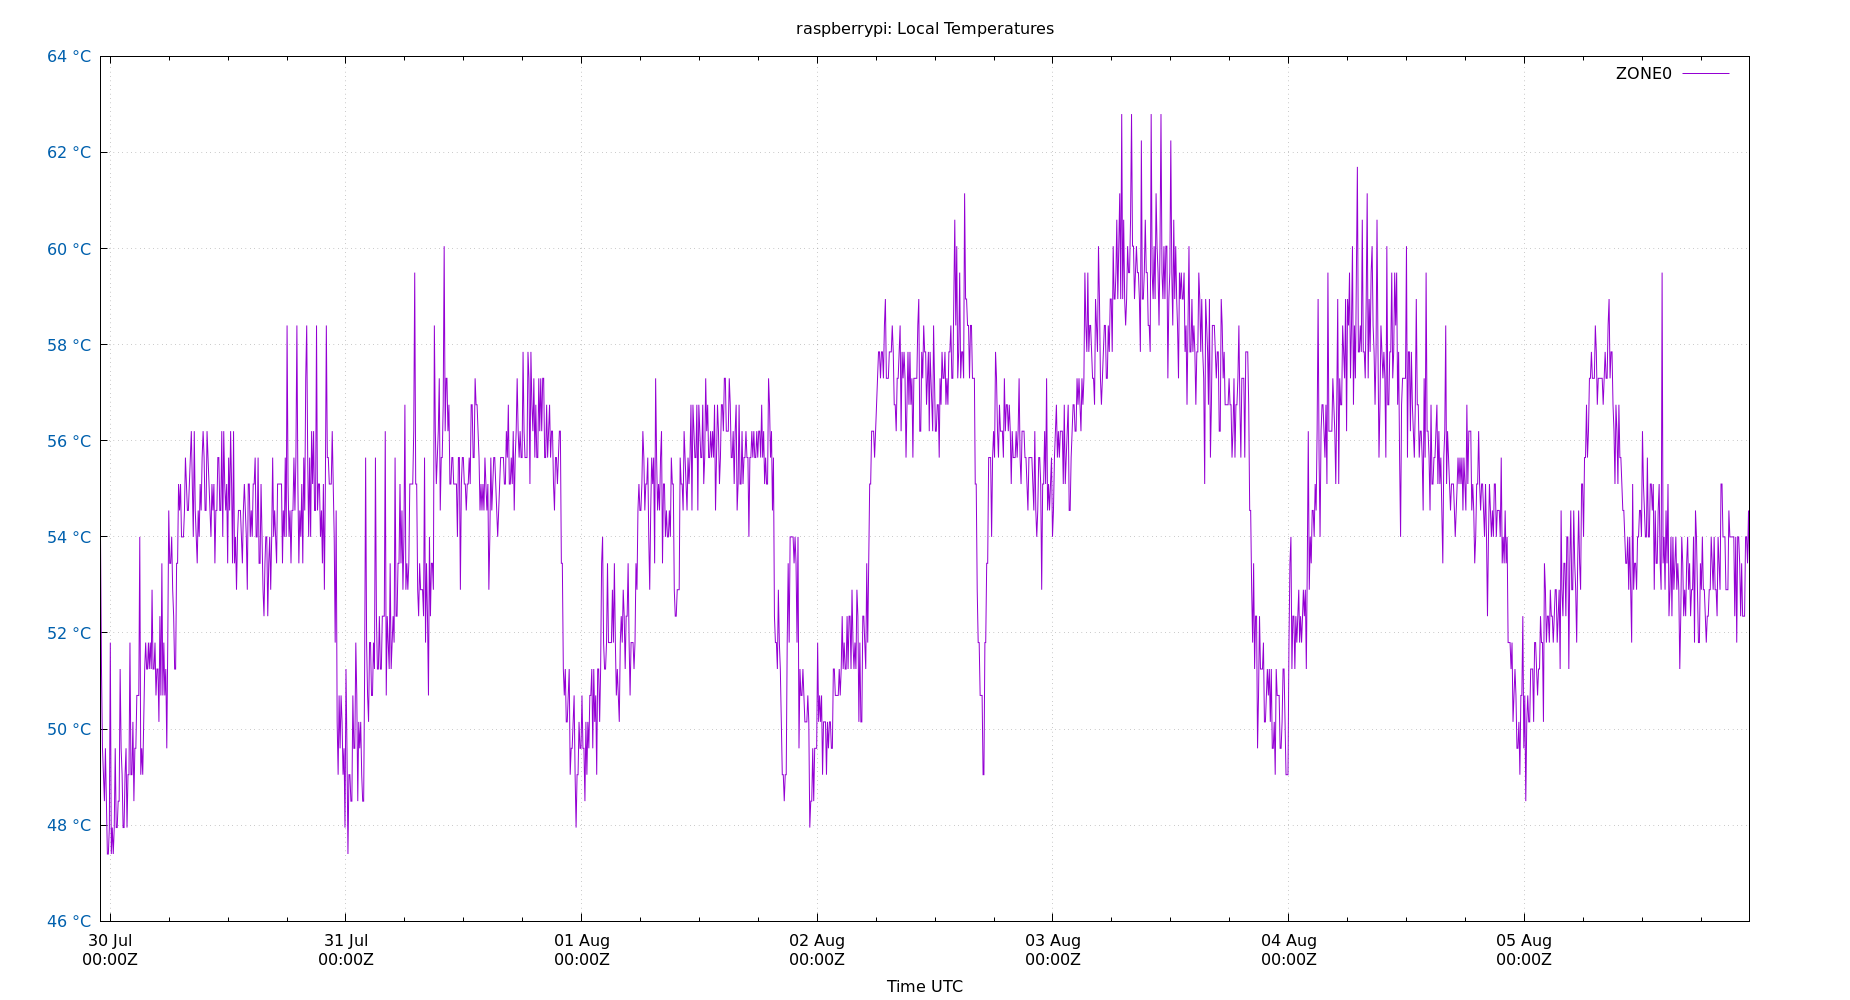 raspberrypi: Local Temperatures
ZONE0
64 °C
62 °C
60 °C
58 °C
56 °C
54 °C
52 °C
50 °C
48 °C
46 °C
30 Jul
00:00Z
31 Jul
00:00Z
01 Aug
00:00Z
02 Aug
00:00Z
03 Aug
00:00Z
04 Aug
00:00Z
05 Aug
00:00Z
Time UTC